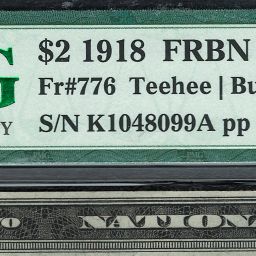 $2 1918 FRBN
Fr#776 Teehee | Bu
S/N K1048099A pp
G
Y
NATION